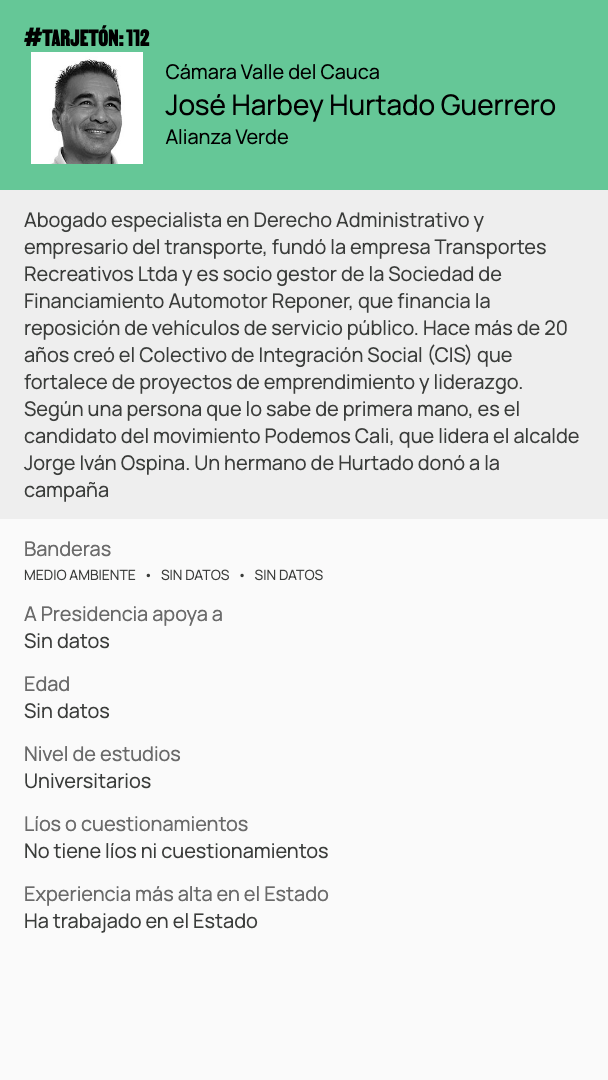 #TARJETÓN: 112
Cámara Valle del Cauca
José Harbey Hurtado Guerrero
Alianza Verde
Abogado especialista en Derecho Administrativo y
empresario del transporte, fundó la empresa Transportes
Recreativos Ltda y es socio gestor de la Sociedad de
Financiamiento Automotor Reponer, que financia la
reposición de vehículos de servicio público. Hace más de 20
años creó el Colectivo de Integración Social (CIS) que
fortalece de proyectos de emprendimiento y liderazgo.
Según una persona que lo sabe de primera mano, es el
candidato del movimiento Podemos Cali, que lidera el alcalde
Jorge Iván Ospina. Un hermano de Hurtado donó a la
campaña
Banderas
MEDIO AMBIENTE • SIN DATOS • SIN DATOS
A Presidencia apoya a
Sin datos
Edad
Sin datos
Nivel de estudios
Universitarios
Líos o cuestionamientos
No tiene líos ni cuestionamientos
Experiencia más alta en el Estado
Ha trabajado en el Estado